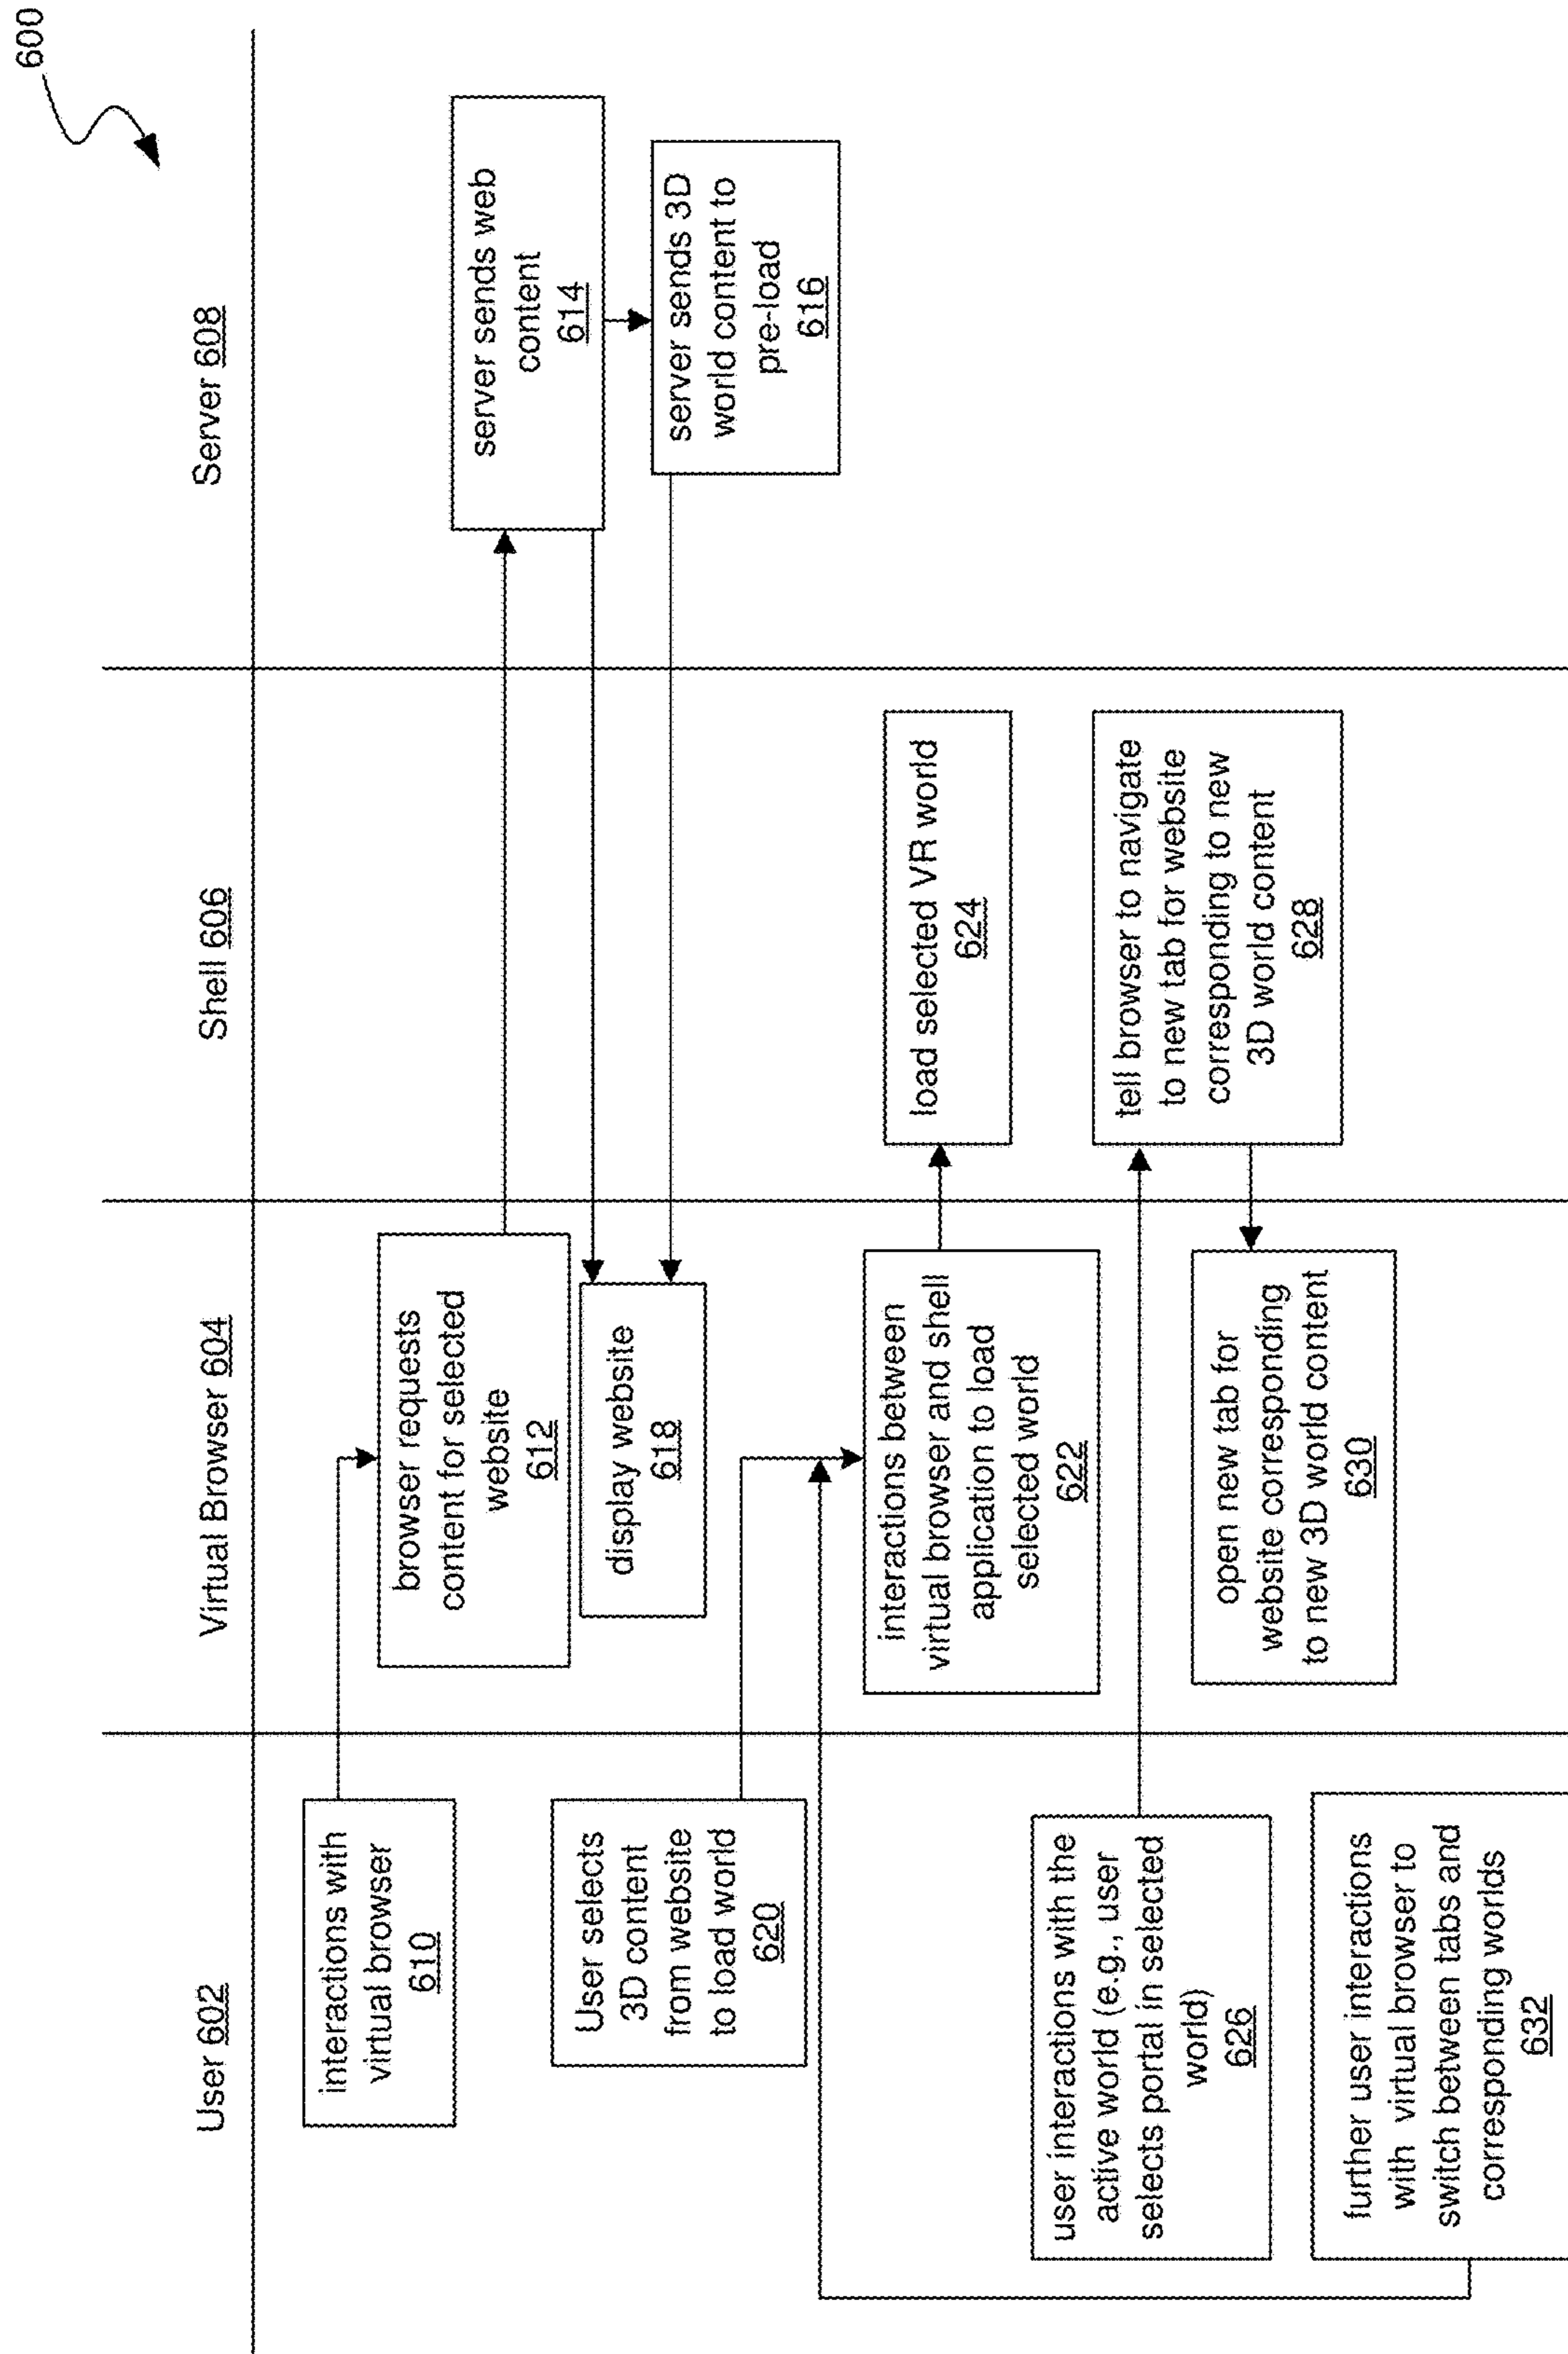 600
User 602
Virtual Browser 604
Shell 606
Server 608
interactions with
virtual browser
610
browser requests
content for selected
website
612
server sends web
content
614
server sends 3D
world content to
pre-load
616
display website
618
User selects
3D content
from website
to load world
620
interactions between
virtual browser and shell
application to load
selected world
622
load selected VR world
624
user interactions with the
active world (e.g., user
selects portal in selected
world)
626
tell browser to navigate
to new tab for website
corresponding to new
3D world content
628
open new tab for
website corresponding
to new 3D world content
630
further user interactions
with virtual browser to
switch between tabs and
corresponding worlds
632